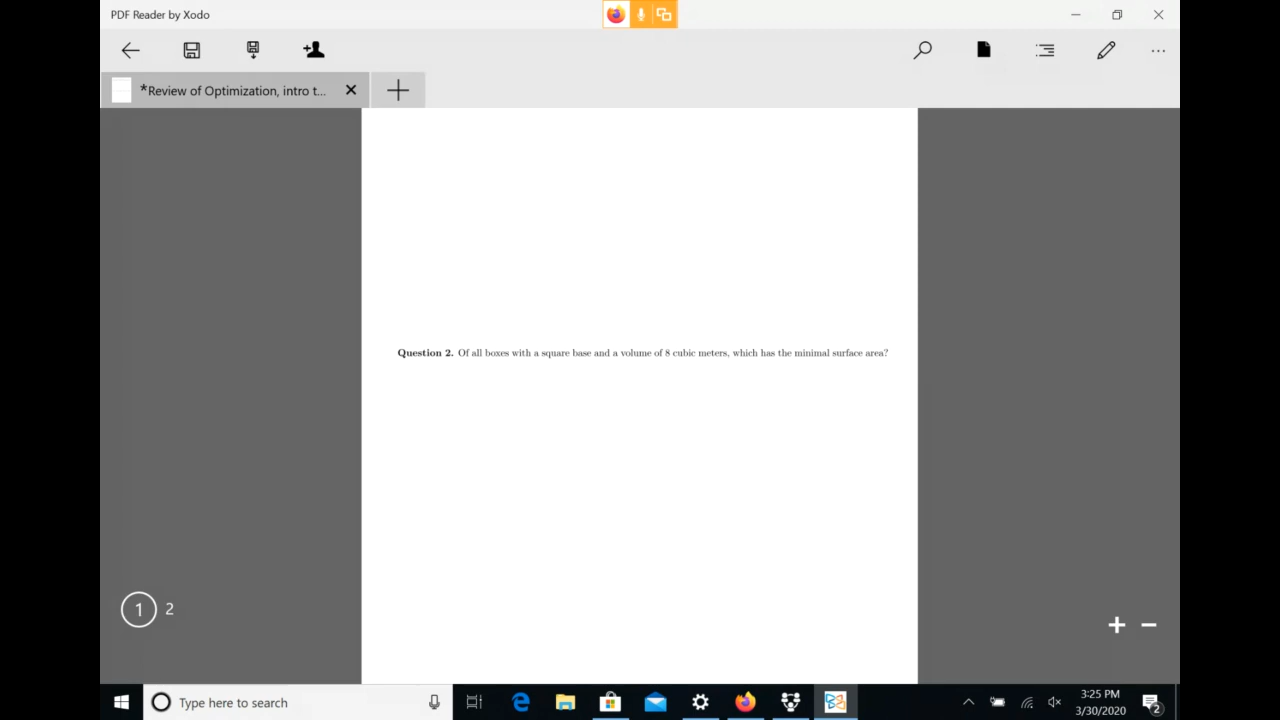 PDF Reader by Xodo
*Review of Optimization, intro t...
Question 2. Of all boxes with a square base and a volume of 8 cubic meters, which has the minimal surface area?
1 2
Type here to search
3:25 PM
3/30/2020
2